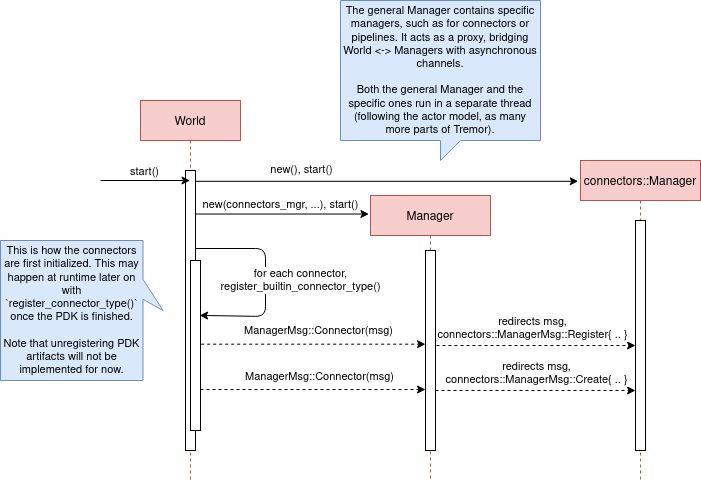 The general Manager contains specific
managers, such as for connectors or
pipelines. It acts as a proxy, bridging
World <-> Managers with asynchronous
channels.
Both the general Manager and the
specific ones run in a separate thread
(following the actor model, as many
more parts of Tremor).
World
start()
new(), start()
connectors::Manager
new(connectors_mgr, ...), start()
Manager
This is how the connectors
are first initialized. This may
happen at runtime later on
with
`register_connector_type()`
once the PDK is finished.
Note that unregistering PDK
artifacts will not be
implemented for now.
for each connector,
register_builtin_connector_type()
ManagerMsg::Connector(msg)
redirects msg,
connectors::ManagerMsg::Register{ .. }
ManagerMsg::Connector(msg)
redirects msg,
connectors::ManagerMsg::Create{ .. }